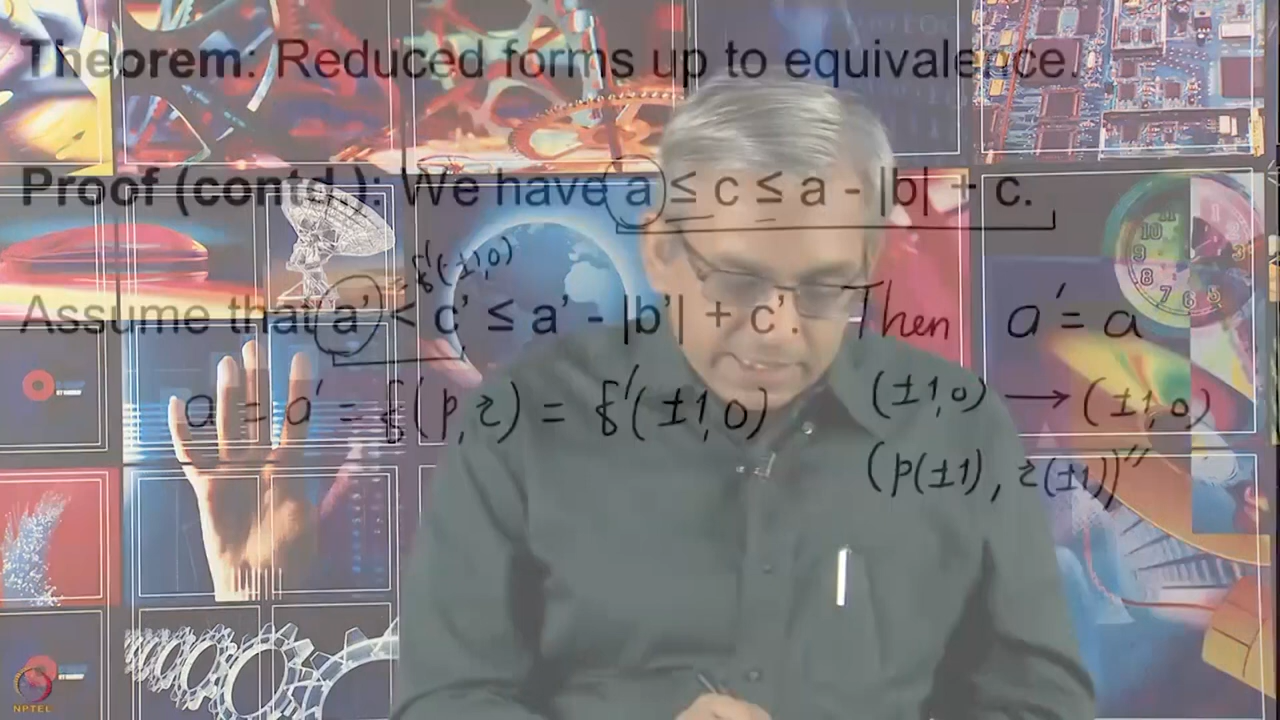 Theorem: Reduced forms up to equivalence.
Proof (contd.): We have a ≤ c ≤ a - |b| + c.
= f'(±1,0)
Assume that a' < c' ≤ a' - |b'| + c'. Then a' = a
a = a' = f(p,r) = f'(±1,0) (±1,0) → (±1,0)
(p(±1), r(±1))"
NPTEL